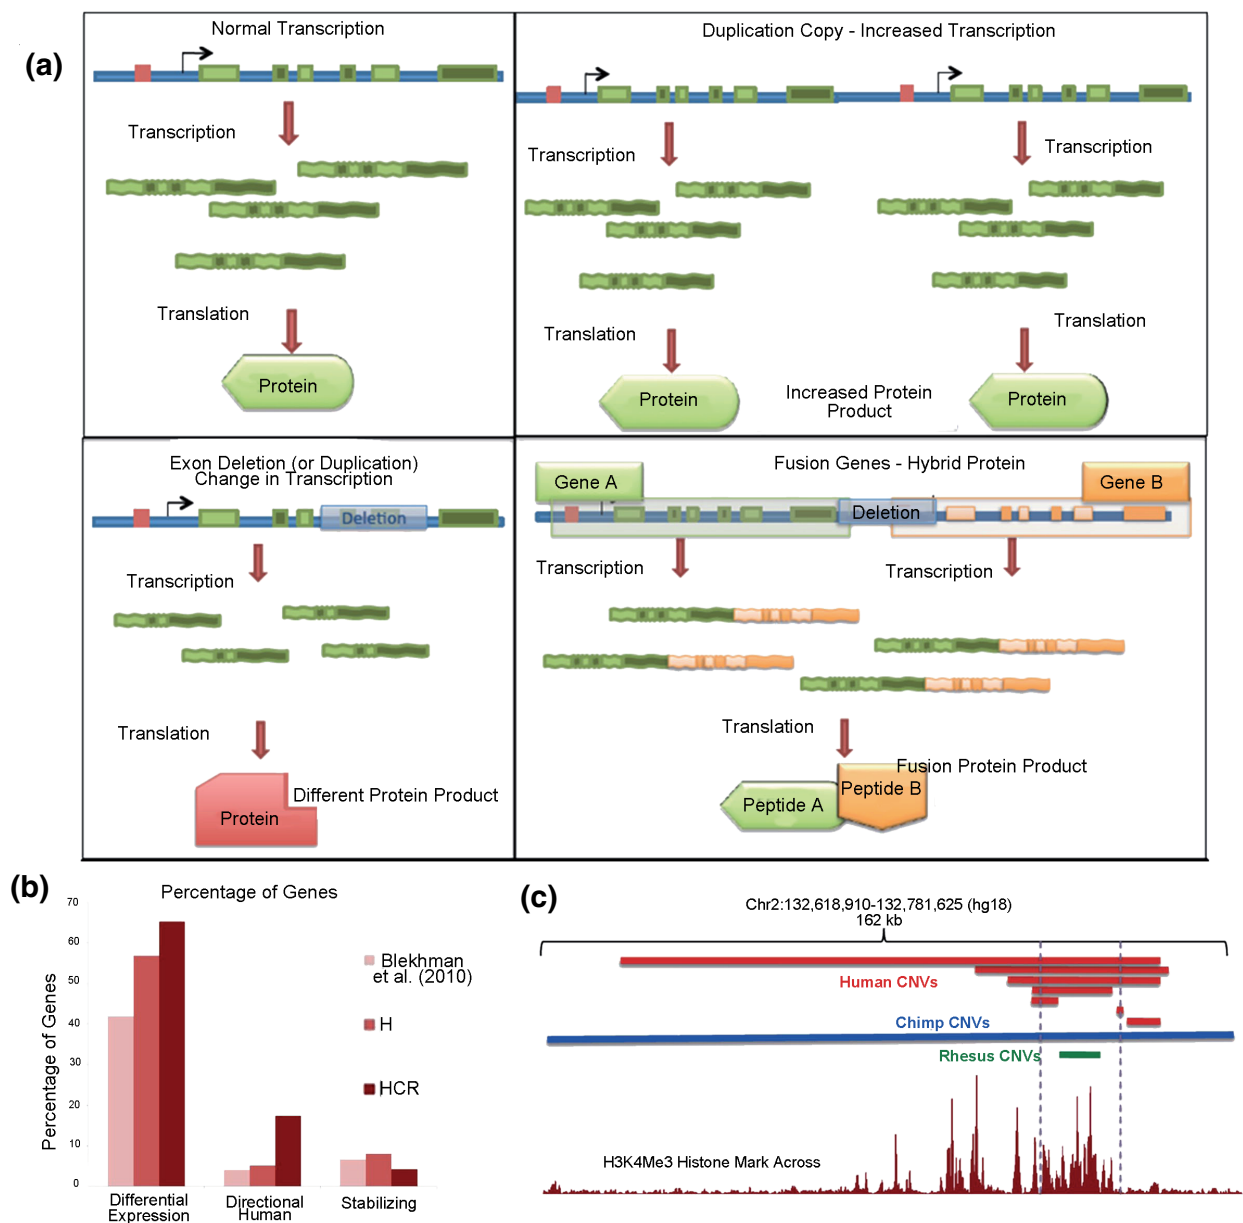 (a)
Normal Transcription
Transcription
Translation
Protein
Duplication Copy - Increased Transcription
Transcription
Transcription
Translation
Translation
Protein
Increased Protein
Product
Protein
Exon Deletion (or Duplication)
Change in Transcription
Deletion
Transcription
Translation
Protein
Different Protein Product
Fusion Genes - Hybrid Protein
Gene A
Gene B
Deletion
Transcription
Transcription
Translation
Fusion Protein Product
Peptide A
Peptide B
(b)
Percentage of Genes
Percentage of Genes
70
60
50
40
30
20
10
0
Differential
Expression
Directional
Human
Stabilizing
Blekhman
et al. (2010)
H
HCR
(c)
Chr2:132,618,910-132,781,625 (hg18)
162 kb
Human CNVs
Chimp CNVs
Rhesus CNVs
H3K4Me3 Histone Mark Across